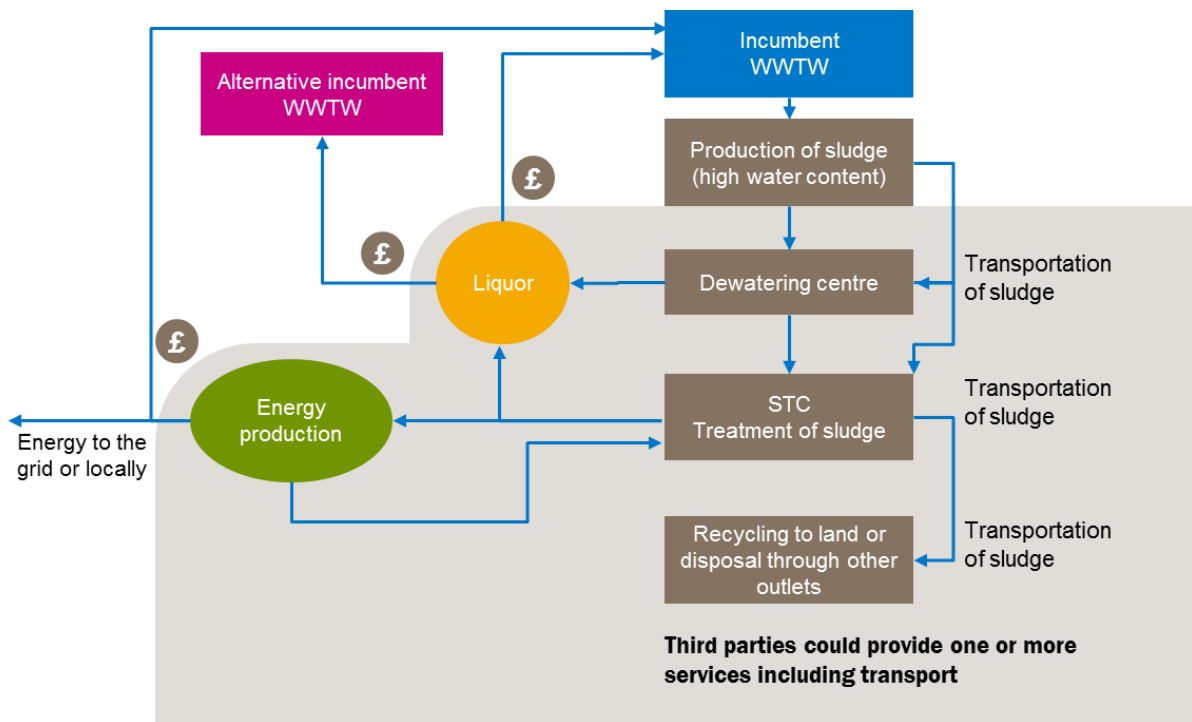 Incumbent
WWTW
Alternative incumbent
WWTW
Production of sludge
(high water content)
£
£
Liquor
Dewatering centre
Transportation
of sludge
£
Energy
production
STC
Treatment of sludge
Transportation
of sludge
Energy to the
grid or locally
Recycling to land or
disposal through other
outlets
Transportation
of sludge
Third parties could provide one or more
services including transport